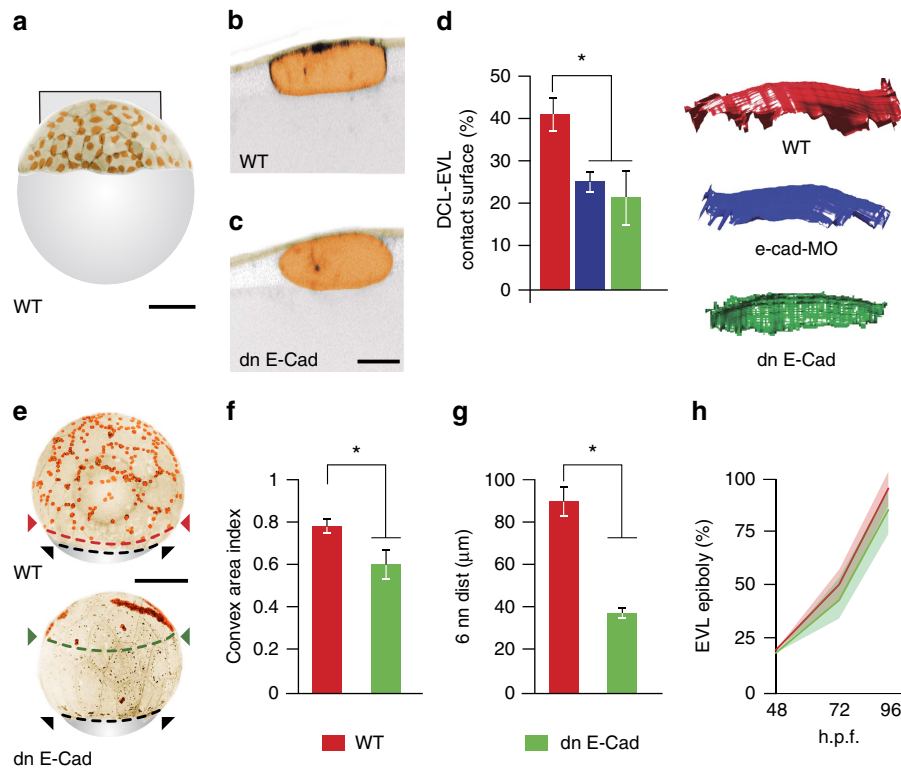 a
WT
b
WT
c
dn E-Cad
d
DCL-EVL
contact surface (%)
50
40
30
20
10
0
*
WT
e-cad-MO
dn E-Cad
e
WT
dn E-Cad
f
Convex area index
1
0.8
0.6
0.4
0.2
0
*
g
6 nn dist (µm)
100
80
60
40
20
0
*
h
EVL epiboly (%)
100
75
50
25
0
48 72 96
h.p.f.
WT
dn E-Cad